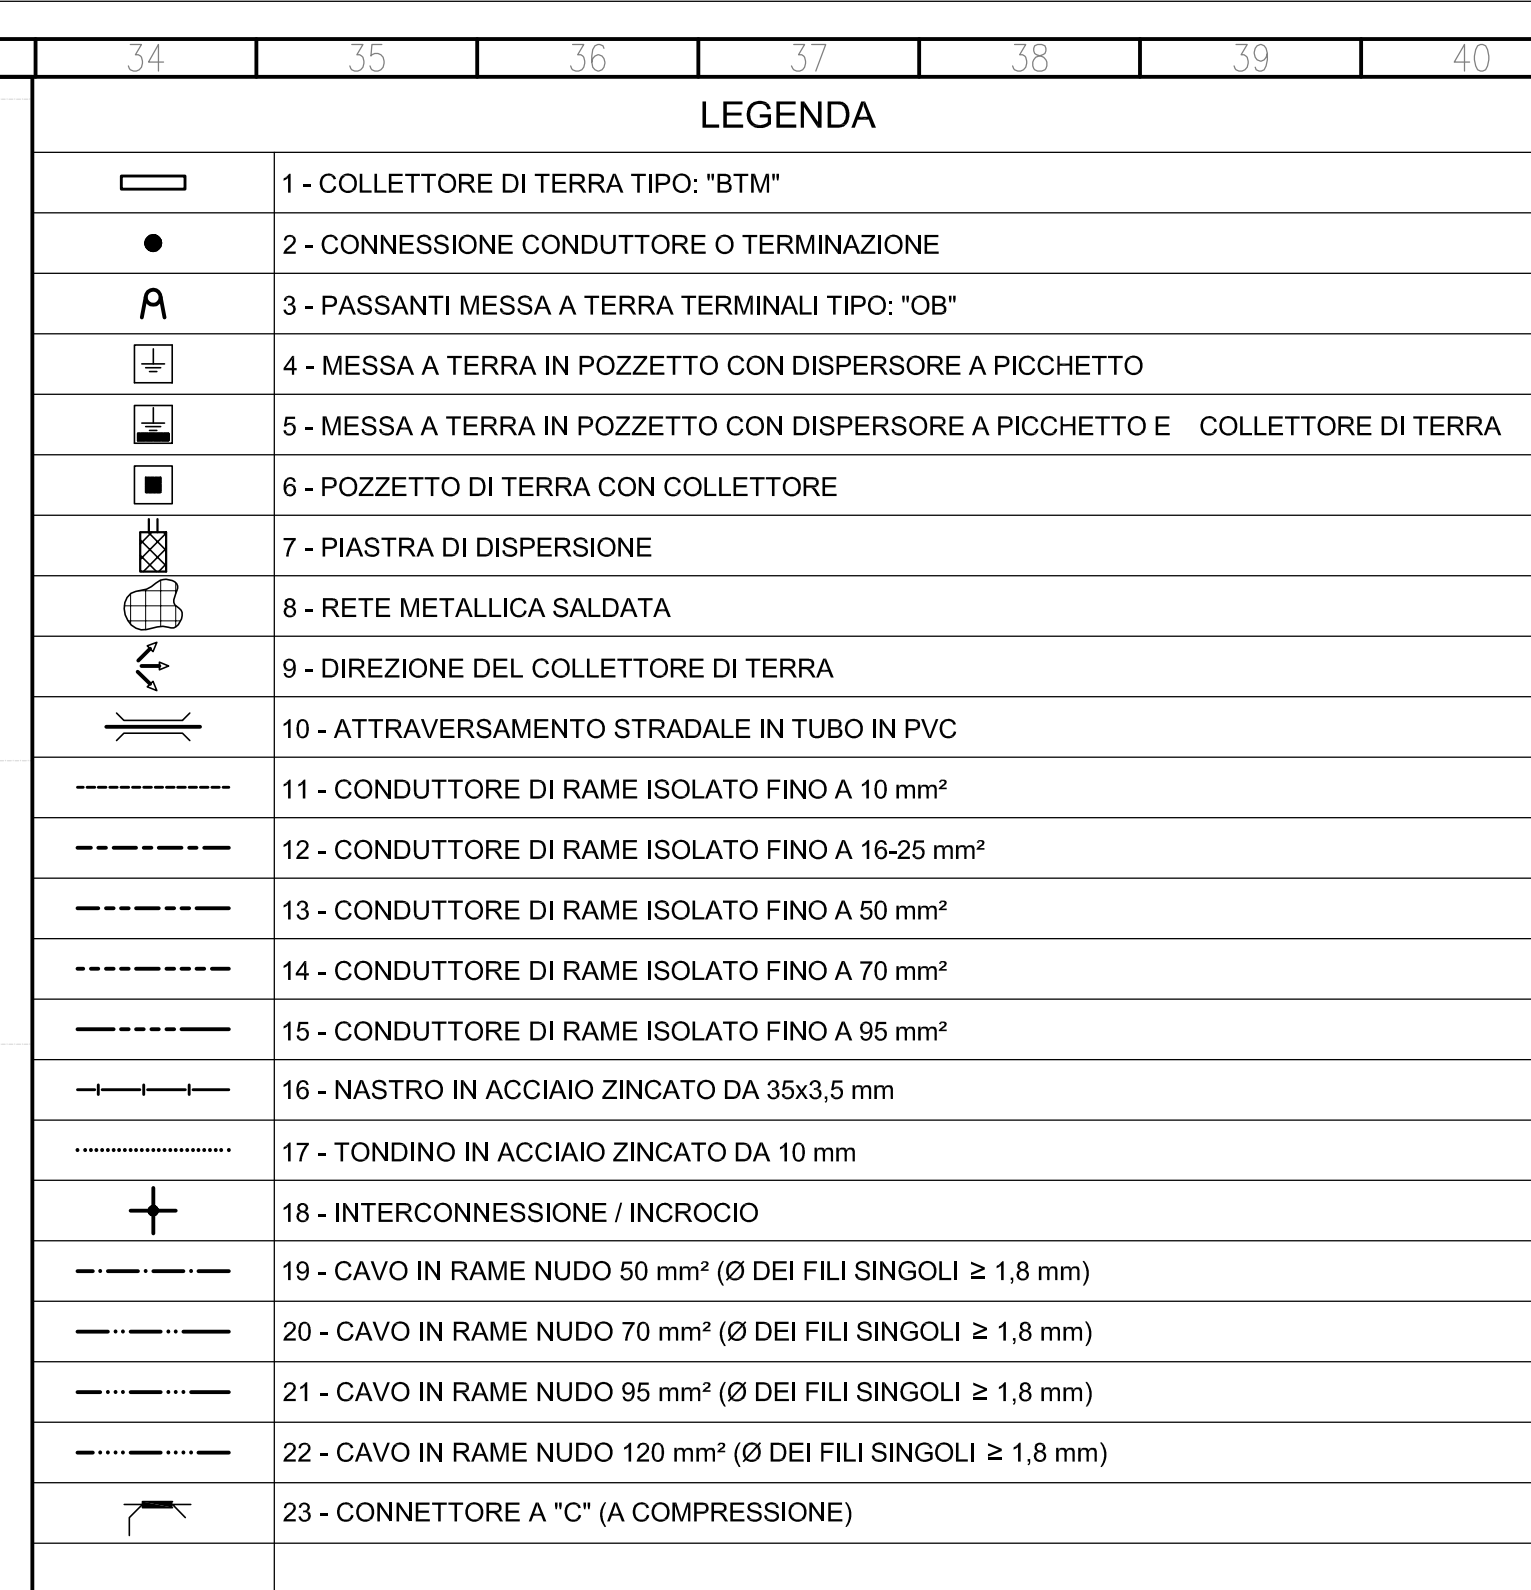 34 35 36 37 38 39 40
LEGENDA
1 - COLLETTORE DI TERRA TIPO: "BTM"
2 - CONNESSIONE CONDUTTORE O TERMINAZIONE
3 - PASSANTI MESSA A TERRA TERMINALI TIPO: "OB"
4 - MESSA A TERRA IN POZZETTO CON DISPERSORE A PICCHETTO
5 - MESSA A TERRA IN POZZETTO CON DISPERSORE A PICCHETTO E COLLETTORE DI TERRA
6 - POZZETTO DI TERRA CON COLLETTORE
7 - PIASTRA DI DISPERSIONE
8 - RETE METALLICA SALDATA
9 - DIREZIONE DEL COLLETTORE DI TERRA
10 - ATTRAVERSAMENTO STRADALE IN TUBO IN PVC
11 - CONDUTTORE DI RAME ISOLATO FINO A 10 mm²
12 - CONDUTTORE DI RAME ISOLATO FINO A 16-25 mm²
13 - CONDUTTORE DI RAME ISOLATO FINO A 50 mm²
14 - CONDUTTORE DI RAME ISOLATO FINO A 70 mm²
15 - CONDUTTORE DI RAME ISOLATO FINO A 95 mm²
16 - NASTRO IN ACCIAIO ZINCATO DA 35x3,5 mm
17 - TONDINO IN ACCIAIO ZINCATO DA 10 mm
18 - INTERCONNESSIONE / INCROCIO
19 - CAVO IN RAME NUDO 50 mm² (Ø DEI FILI SINGOLI ≥ 1,8 mm)
20 - CAVO IN RAME NUDO 70 mm² (Ø DEI FILI SINGOLI ≥ 1,8 mm)
21 - CAVO IN RAME NUDO 95 mm² (Ø DEI FILI SINGOLI ≥ 1,8 mm)
22 - CAVO IN RAME NUDO 120 mm² (Ø DEI FILI SINGOLI ≥ 1,8 mm)
23 - CONNETTORE A "C" (A COMPRESSIONE)